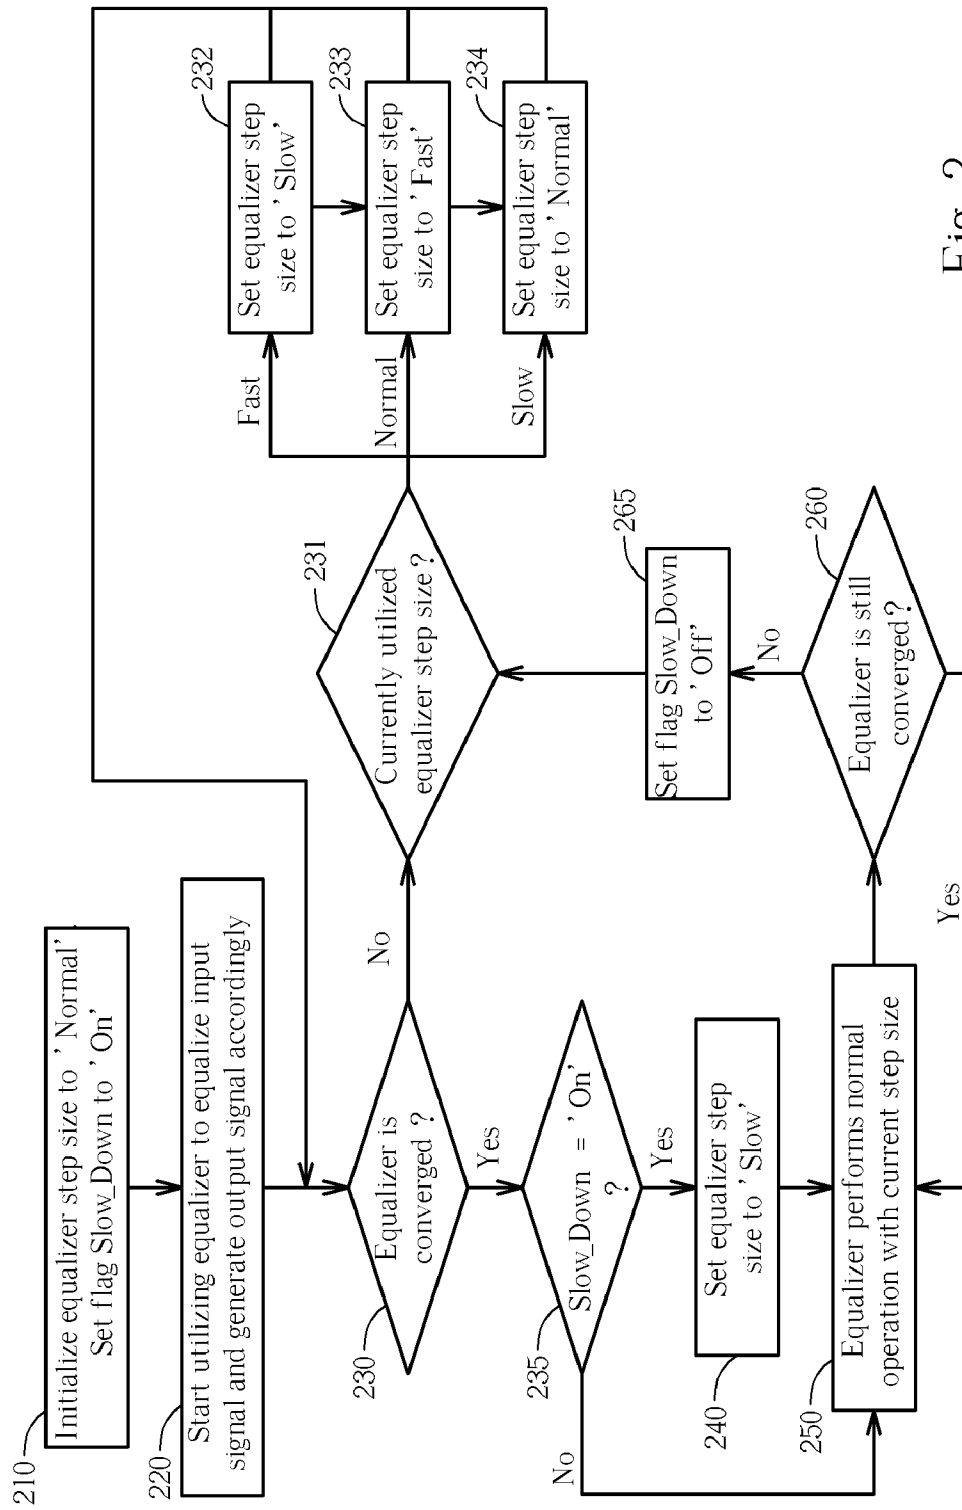 210
Initialize equalizer step size to 'Normal'
Set flag Slow_Down to 'On'
220
Start utilizing equalizer to equalize input
signal and generate output signal accordingly
230
Equalizer is
converged ?
No
Yes
231
Currently utilized
equalizer step size ?
Fast
Normal
Slow
232
Set equalizer step
size to 'Slow'
233
Set equalizer step
size to 'Fast'
234
Set equalizer step
size to 'Normal'
235
Slow_Down = 'On'
?
No
Yes
240
Set equalizer step
size to 'Slow'
250
Equalizer performs normal
operation with current step size
260
Equalizer is still
converged?
No
Yes
265
Set flag Slow_Down
to 'Off'
Fig. 2